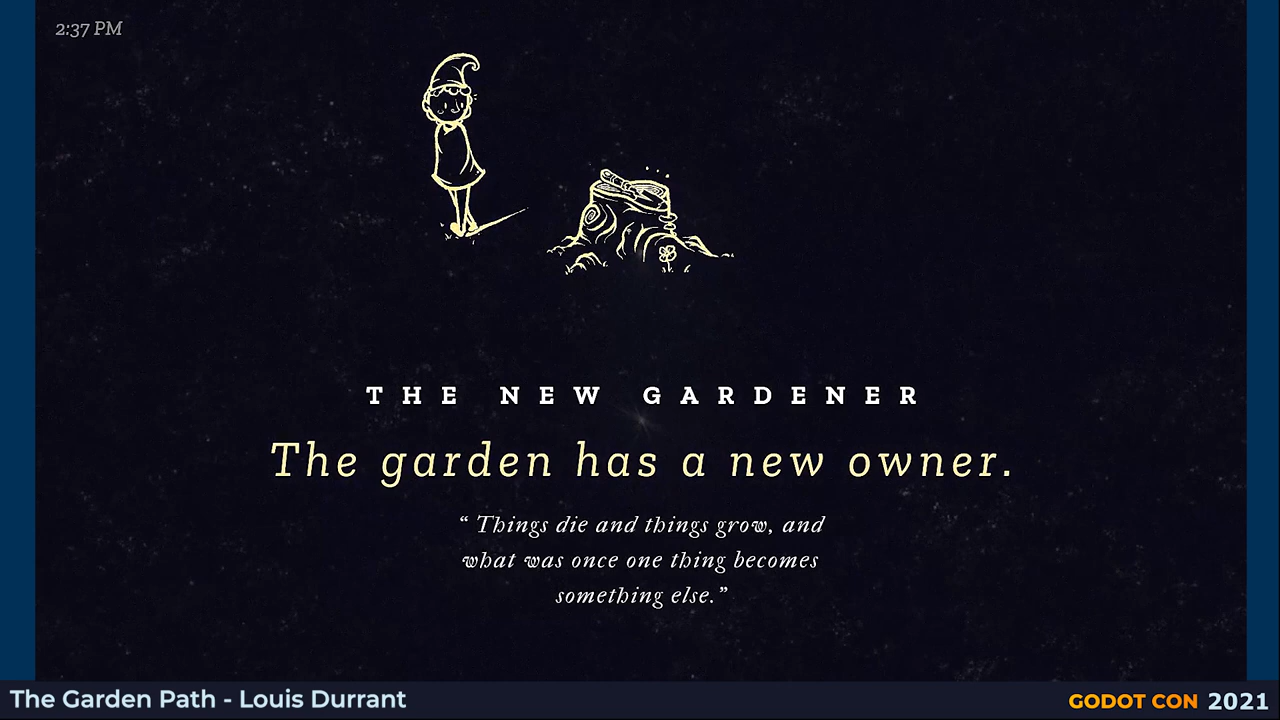 2:37 PM
THE NEW GARDENER
The garden has a new owner.
“ Things die and things grow, and
what was once one thing becomes
something else.”
The Garden Path - Louis Durrant
GODOT CON 2021